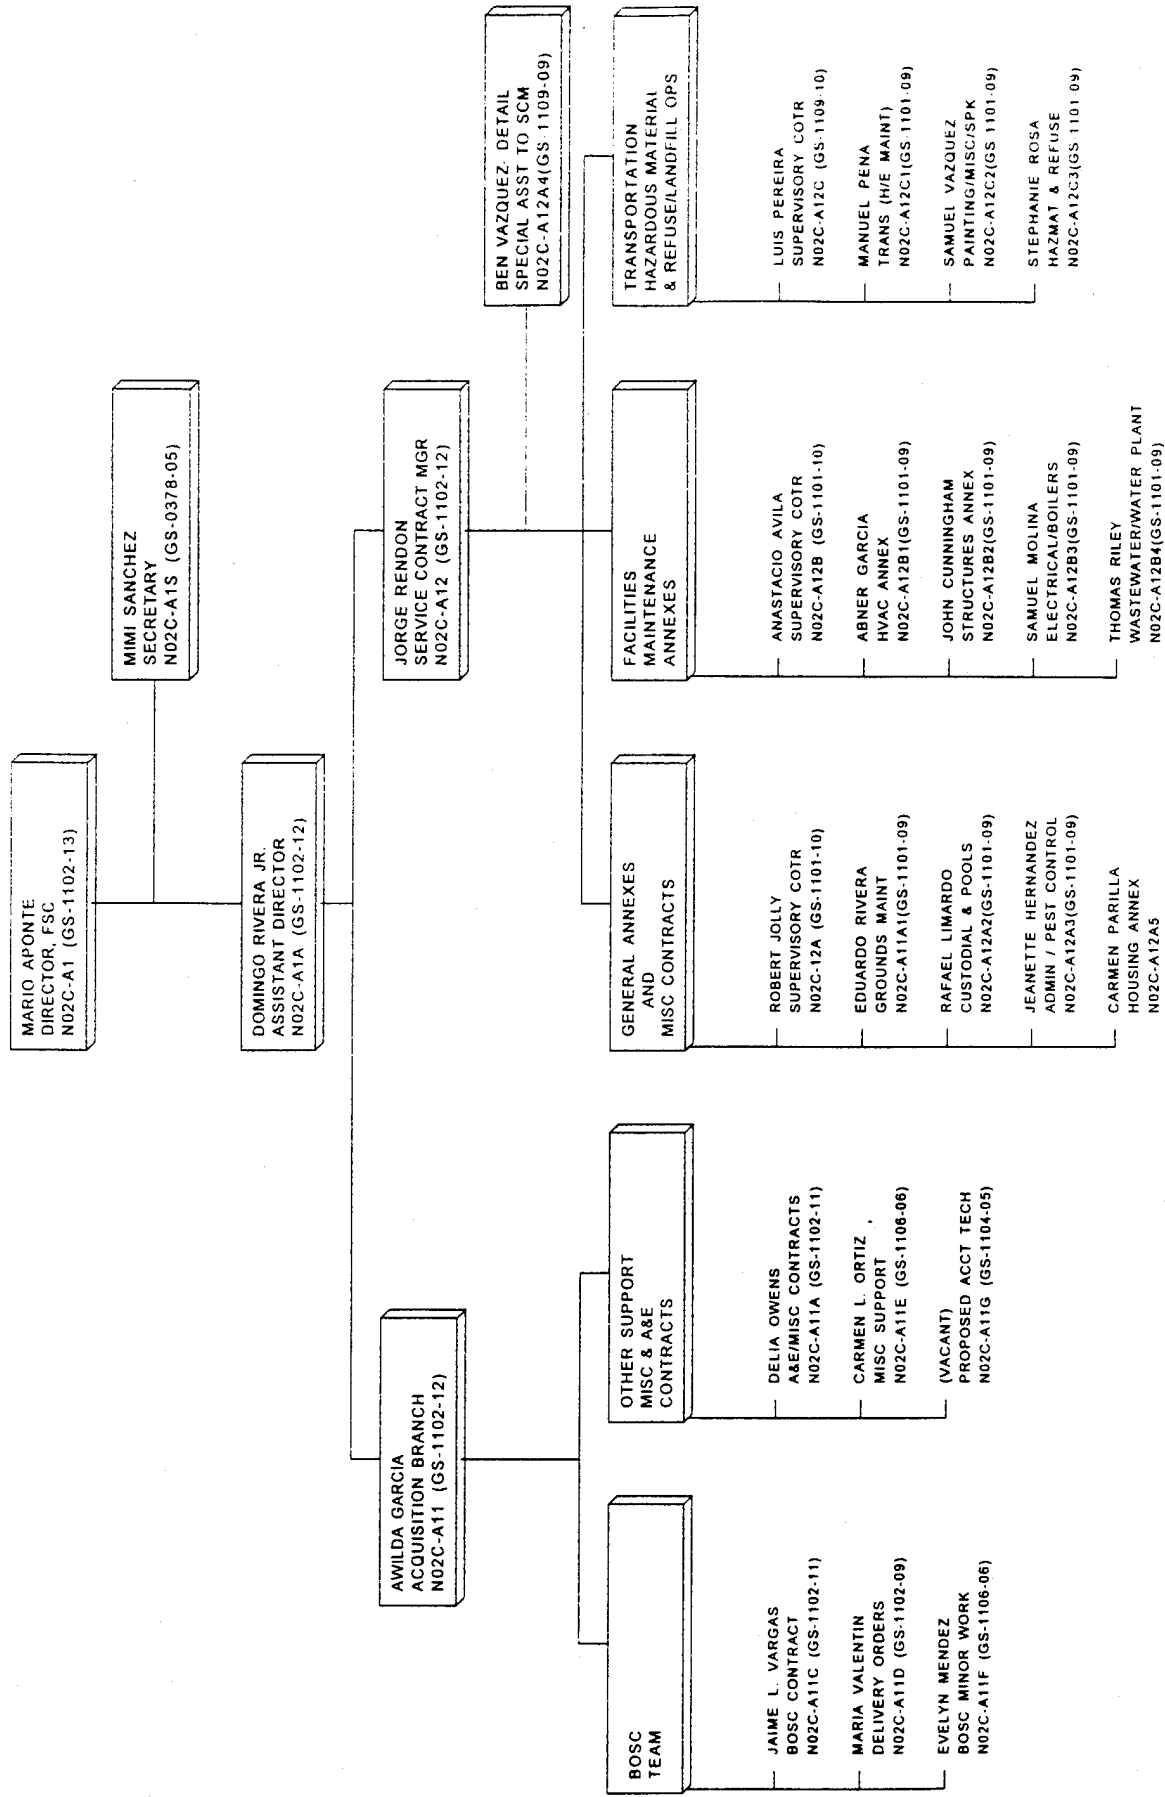 MARIO APONTE
DIRECTOR, FSC
N02C-A1 (GS-1102-13)
MIMI SANCHEZ
SECRETARY
N02C-A1S (GS-0378-05)
DOMINGO RIVERA JR.
ASSISTANT DIRECTOR
N02C-A1A (GS-1102-12)
AWILDA GARCIA
ACQUISITION BRANCH
N02C-A11 (GS-1102-12)
JORGE RENDON
SERVICE CONTRACT MGR
N02C-A12 (GS-1102-12)
BEN VAZQUEZ- DETAIL
SPECIAL ASST TO SCM
N02C-A12A4(GS-1109-09)
BOSC
TEAM
JAIME L. VARGAS
BOSC CONTRACT
N02C-A11C (GS-1102-11)
MARIA VALENTIN
DELIVERY ORDERS
N02C-A11D (GS-1102-09)
EVELYN MENDEZ
BOSC MINOR WORK
N02C-A11F (GS-1106-06)
OTHER SUPPORT
MISC & A&E
CONTRACTS
DELIA OWENS
A&E/MISC CONTRACTS
N02C-A11A (GS-1102-11)
CARMEN L. ORTIZ
MISC SUPPORT
N02C-A11E (GS-1106-06)
(VACANT)
PROPOSED ACCT TECH
N02C-A11G (GS-1104-05)
GENERAL ANNEXES
AND
MISC CONTRACTS
ROBERT JOLLY
SUPERVISORY COTR
N02C-12A (GS-1101-10)
EDUARDO RIVERA
GROUNDS MAINT
N02C-A11A1(GS-1101-09)
RAFAEL LIMARDO
CUSTODIAL & POOLS
N02C-A12A2(GS-1101-09)
JEANETTE HERNANDEZ
ADMIN / PEST CONTROL
N02C-A12A3(GS-1101-09)
CARMEN PARILLA
HOUSING ANNEX
N02C-A12A5
FACILITIES
MAINTENANCE
ANNEXES
ANASTACIO AVILA
SUPERVISORY COTR
N02C-A12B (GS-1101-10)
ABNER GARCIA
HVAC ANNEX
N02C-A12B1(GS-1101-09)
JOHN CUNNINGHAM
STRUCTURES ANNEX
N02C-A12B2(GS-1101-09)
SAMUEL MOLINA
ELECTRICAL/BOILERS
N02C-A12B3(GS-1101-09)
THOMAS RILEY
WASTEWATER/WATER PLANT
N02C-A12B4(GS-1101-09)
TRANSPORTATION
HAZARDOUS MATERIAL
& REFUSE/LANDFILL OPS
LUIS PEREIRA
SUPERVISORY COTR
N02C-A12C (GS-1109-10)
MANUEL PENA
TRANS (H/E MAINT)
N02C-A12C1(GS-1101-09)
SAMUEL VAZQUEZ
PAINTING/MISC/SPK
N02C-A12C2(GS 1101-09)
STEPHANIE ROSA
HAZMAT & REFUSE
N02C-A12C3(GS-1101-09)